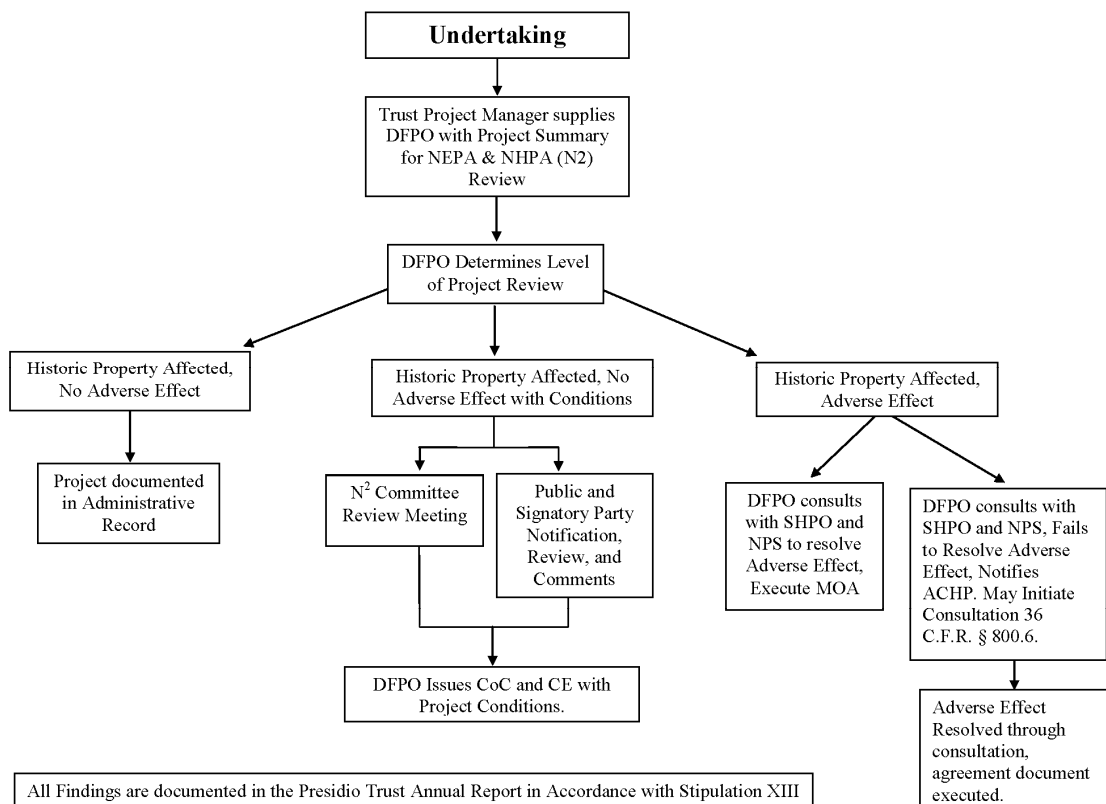 Undertaking
Trust Project Manager supplies
DFPO with Project Summary
for NEPA & NHPA (N2)
Review
DFPO Determines Level
of Project Review
Historic Property Affected,
No Adverse Effect
Historic Property Affected, No
Adverse Effect with Conditions
Historic Property Affected,
Adverse Effect
Project documented
in Administrative
Record
N² Committee
Review Meeting
Public and
Signatory Party
Notification,
Review, and
Comments
DFPO consults
with SHPO and
NPS to resolve
Adverse Effect,
Execute MOA
DFPO consults with
SHPO and NPS, Fails
to Resolve Adverse
Effect, Notifies
ACHP. May Initiate
Consultation 36
C.F.R. § 800.6.
DFPO Issues CoC and CE with
Project Conditions.
Adverse Effect
Resolved through
consultation,
agreement document
executed.
All Findings are documented in the Presidio Trust Annual Report in Accordance with Stipulation XIII